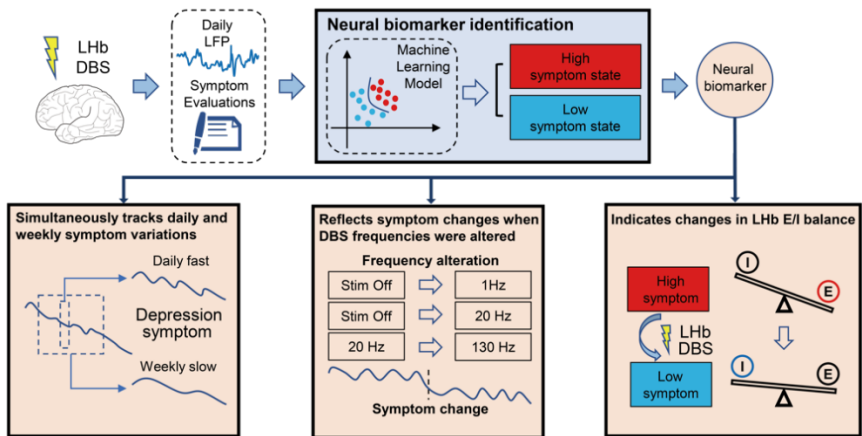 LHb
DBS
Daily
LFP
Symptom
Evaluations
Neural biomarker identification
Machine
Learning
Model
High
symptom state
Low
symptom state
Neural
biomarker
Simultaneously tracks daily and
weekly symptom variations
Daily fast
Depression
symptom
Weekly slow
Reflects symptom changes when
DBS frequencies were altered
Frequency alteration
Stim Off
1Hz
Stim Off
20 Hz
20 Hz
130 Hz
Symptom change
Indicates changes in LHb E/I balance
High
symptom
I
E
LHb
DBS
Low
symptom
I
E